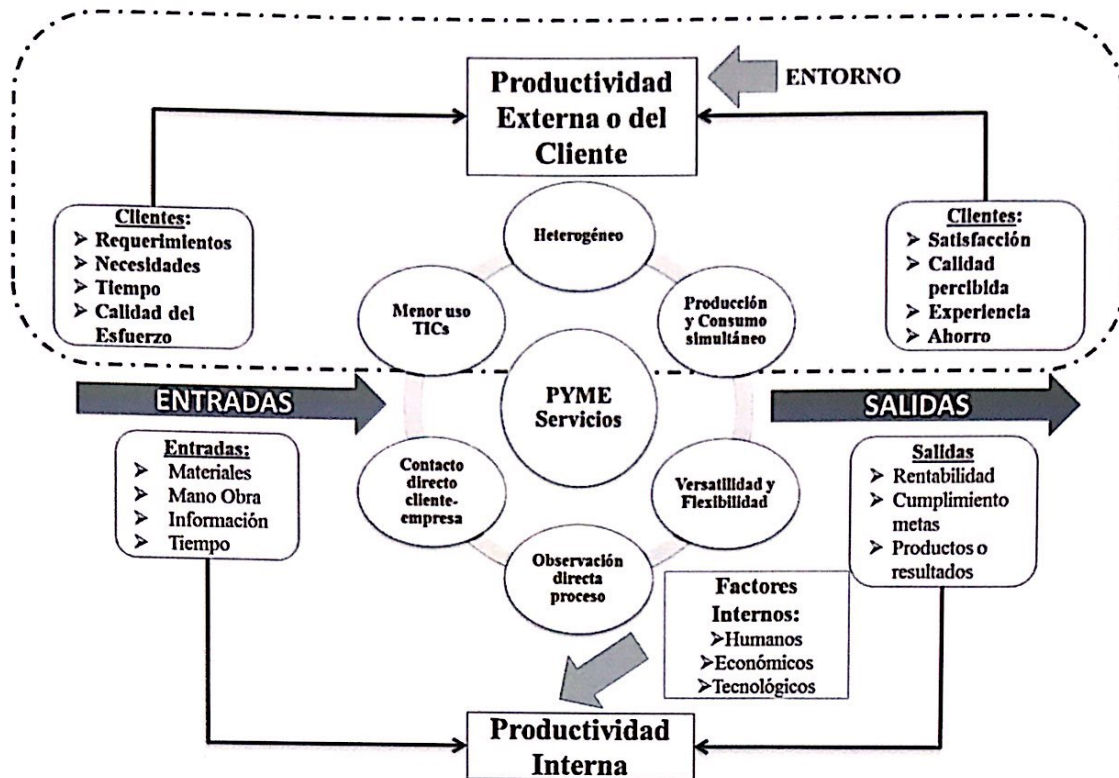 Productividad
Externa o del
Cliente
ENTORNO
Clientes:
➢ Requerimientos
➢ Necesidades
➢ Tiempo
➢ Calidad del
Esfuerzo
Clientes:
➢ Satisfacción
➢ Calidad
percibida
➢ Experiencia
➢ Ahorro
Heterogéneo
Menor uso
TICs
Producción
y Consumo
simultáneo
PYME
Servicios
ENTRADAS
SALIDAS
Entradas:
➢ Materiales
➢ Mano Obra
➢ Información
➢ Tiempo
Contacto
directo
cliente-
empresa
Versatilidad y
Flexibilidad
Observación
directa
proceso
Salidas
➢ Rentabilidad
➢ Cumplimiento
metas
➢ Productos o
resultados
Factores
Internos:
➢Humanos
➢Económicos
➢Tecnológicos
Productividad
Interna